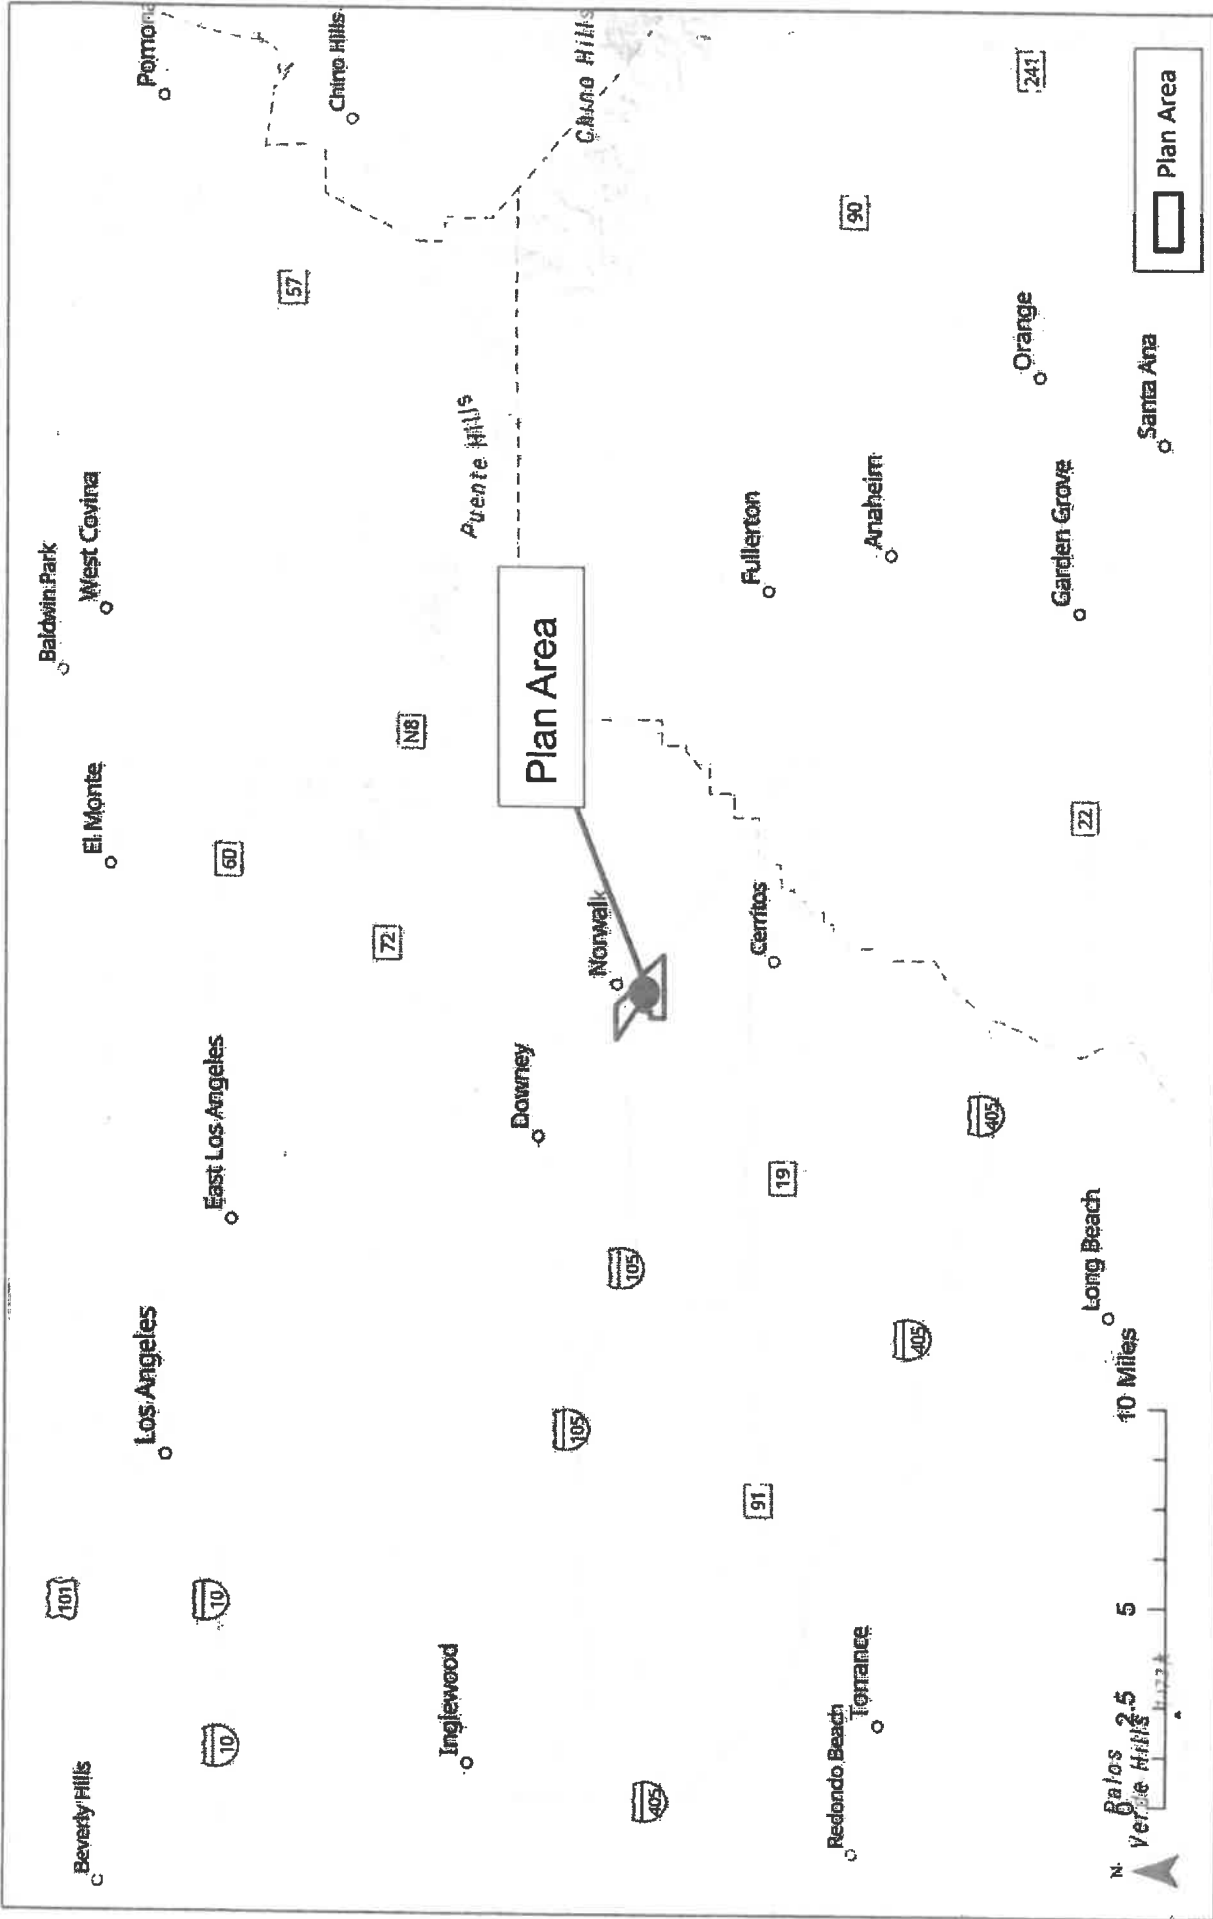 Beverly Hills
101
Baldwin Park
West Covina
El Monte
Pomona
Los Angeles
10
10
East Los Angeles
60
57
Chino Hills
72
N8
Puente Hills
Inglewood
Downey
Plan Area
Chino Hills
105
105
Norwalk
405
Fullerton
91
19
Cerritos
90
Anaheim
Redondo Beach
Torrance
405
405
Orange
241
Garden Grove
22
Long Beach
Santa Ana
Palos
Verde Hills
N
0 2.5 5 10 Miles
Plan Area